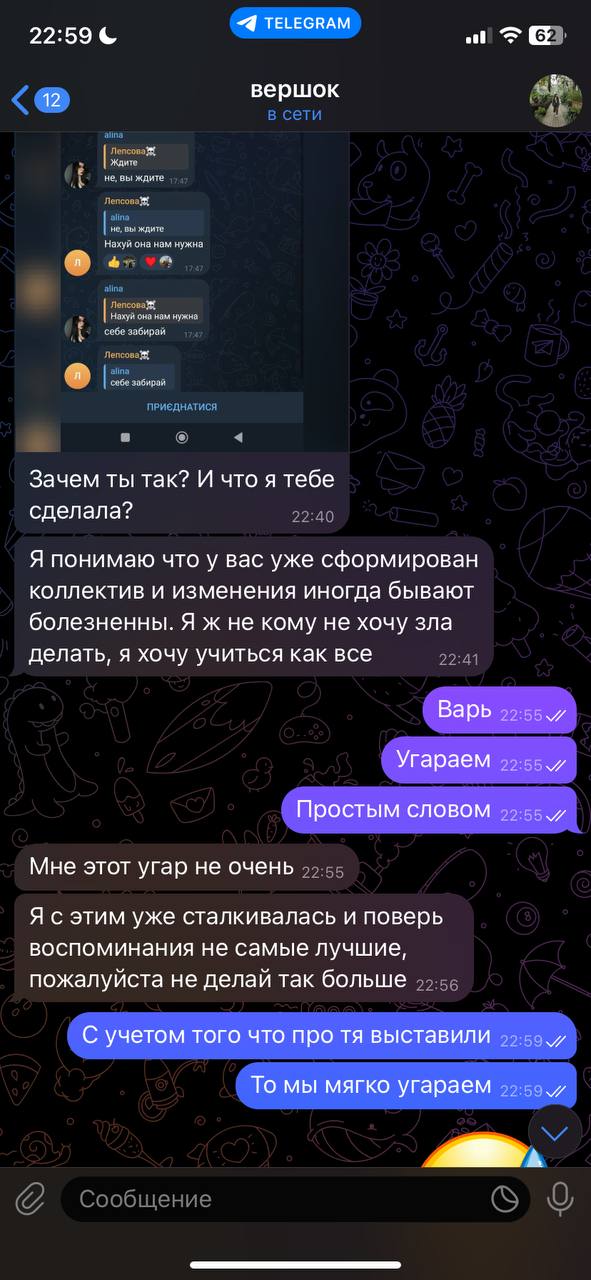 22:59
TELEGRAM
62
12
вершок
в сети
alina
Лепсова☠️
Ждите
не, вы ждите 17:47
Лепсова☠️
alina
не, вы ждите
Нахуй она нам нужна
17:47
alina
Лепсова☠️
Нахуй она нам нужна
себе забирай 17:47
Лепсова☠️
alina
себе забирай
Л
Л
ПРИЄДНАТИСЯ
Зачем ты так? И что я тебе
сделала? 22:40
Я понимаю что у вас уже сформирован
коллектив и изменения иногда бывают
болезненны. Я ж не кому не хочу зла
делать, я хочу учиться как все 22:41
Варь 22:55
Угараем 22:55
Простым словом 22:55
Мне этот угар не очень 22:55
Я с этим уже сталкивалась и поверь
воспоминания не самые лучшие,
пожалуйста не делай так больше 22:56
С учетом того что про тя выставили 22:59
То мы мягко угараем 22:59
Сообщение